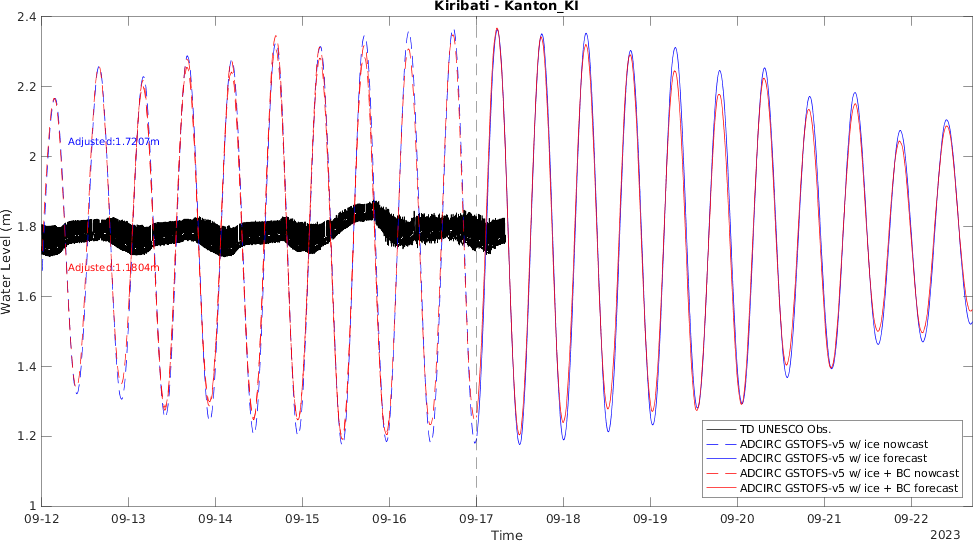 Kiribati - Kanton_KI
2.4
2.2
2
1.8
1.6
1.4
1.2
1
Water Level (m)
Adjusted:1.7207m
Adjusted:1.1804m
TD UNESCO Obs.
ADCIRC GSTOFS-v5 w/ ice nowcast
ADCIRC GSTOFS-v5 w/ ice forecast
ADCIRC GSTOFS-v5 w/ ice + BC nowcast
ADCIRC GSTOFS-v5 w/ ice + BC forecast
09-12 09-13 09-14 09-15 09-16 09-17 09-18 09-19 09-20 09-21 09-22
Time
2023